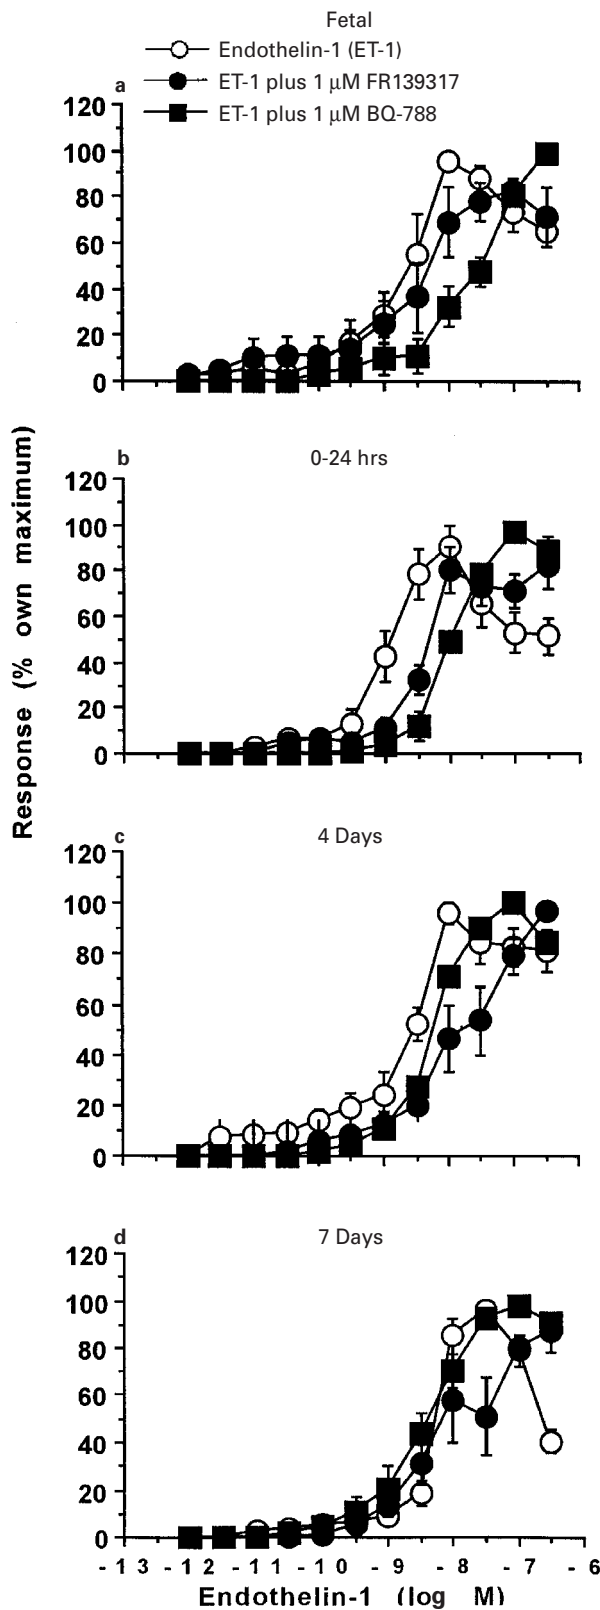 Fetal
Endothelin-1 (ET-1)
ET-1 plus 1 μM FR139317
ET-1 plus 1 μM BQ-788
a
120
100
80
60
40
20
0
b 0-24 hrs
120
100
80
60
40
20
0
Response (% own maximum)
c 4 Days
120
100
80
60
40
20
0
d 7 Days
120
100
80
60
40
20
0
-13 -12 -11 -10 -9 -8 -7 -6
Endothelin-1 (log M)